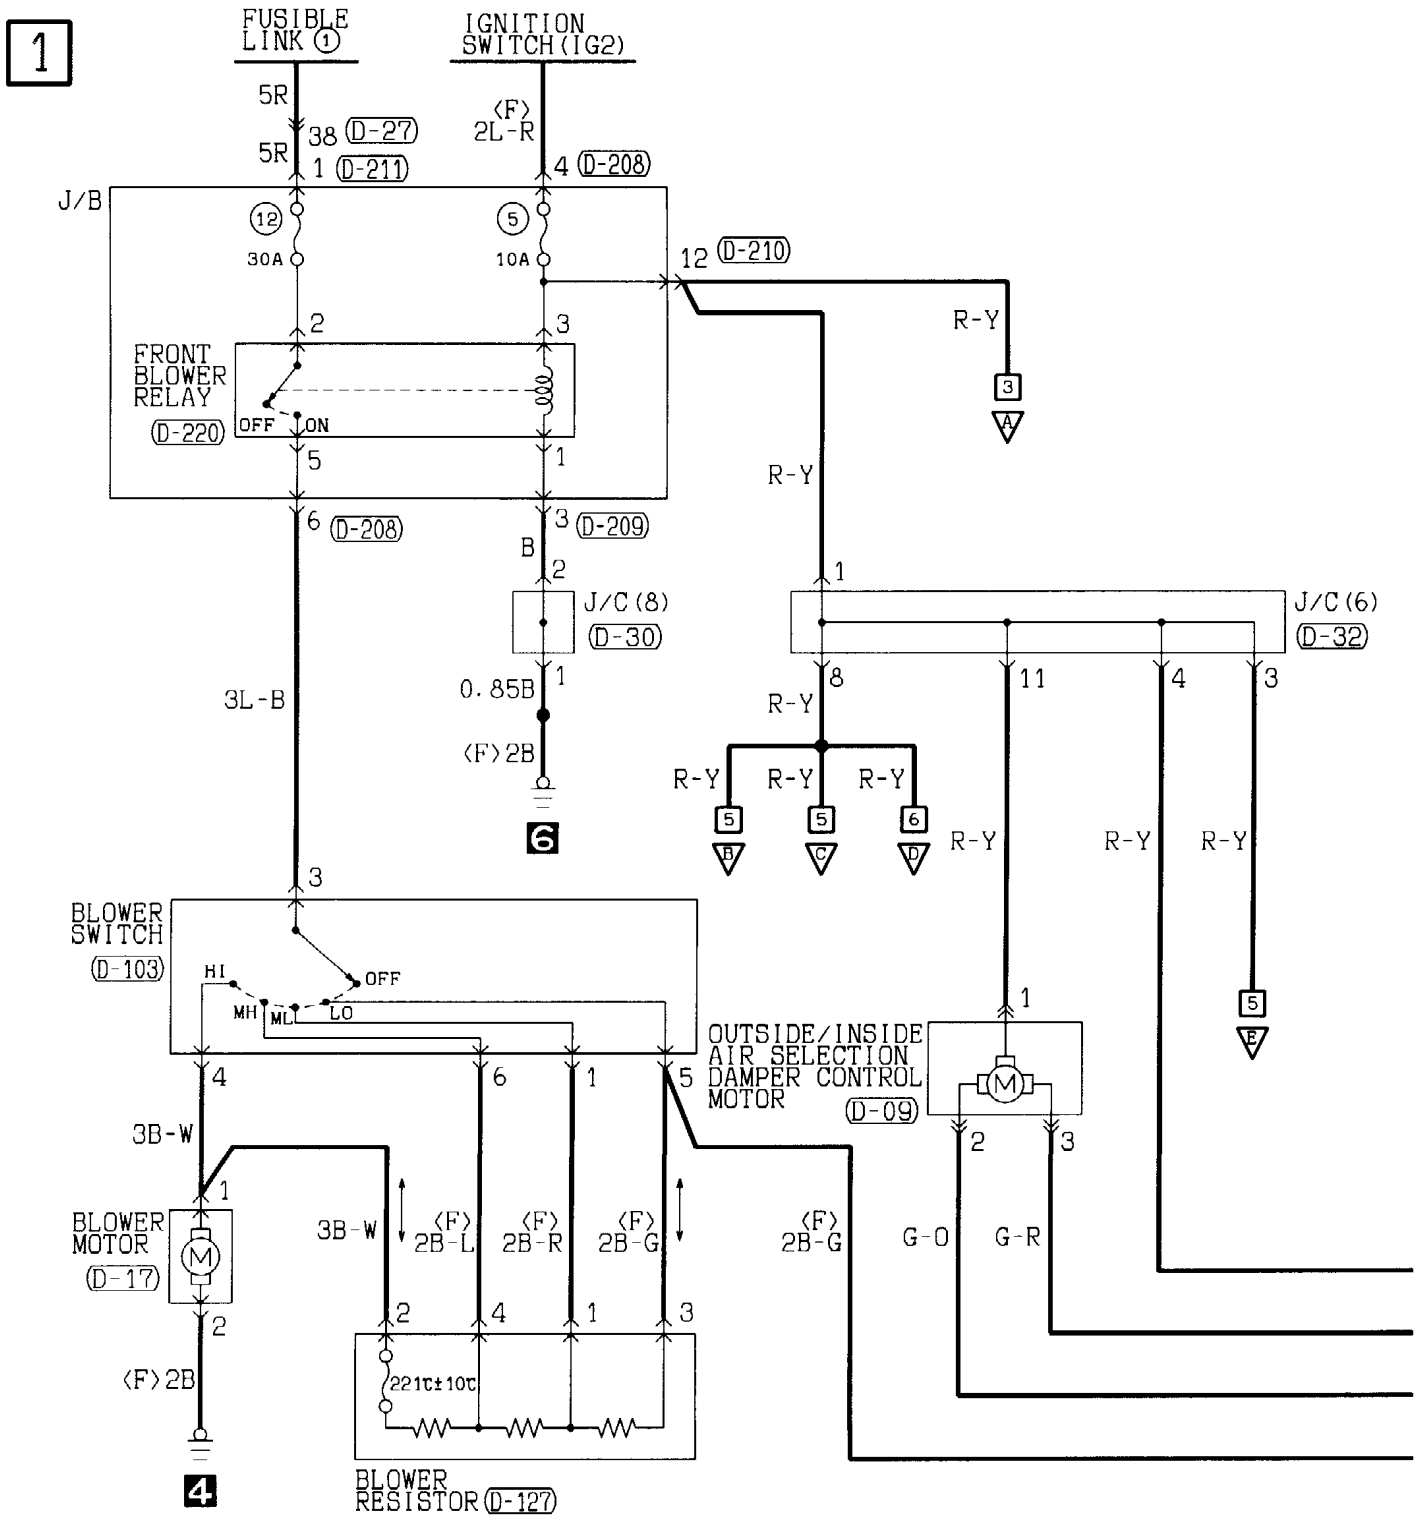 1
FUSIBLE
LINK ①
IGNITION
SWITCH(IG2)
5R
38 (D-27)
5R
1 (D-211)
<F>
2L-R
4 (D-208)
J/B
12
30A
5
10A
12 (D-210)
R-Y
3
A
2
3
FRONT
BLOWER
RELAY
(D-220)
OFF
ON
5
1
R-Y
6 (D-208)
3 (D-209)
B
2
J/C(8)
(D-30)
1
0.85B
<F>2B
6
1
J/C(6)
(D-32)
8
11
4
3
3L-B
R-Y
R-Y
R-Y
R-Y
5
5
6
B
C
D
R-Y
R-Y
R-Y
3
BLOWER
SWITCH
(D-103)
HI
MH
ML
LO
OFF
4
6
1
5
OUTSIDE/INSIDE
AIR SELECTION
DAMPER CONTROL
MOTOR
(D-09)
1
M
2
3
5
E
3B-W
1
BLOWER
MOTOR
(D-17)
M
2
<F>2B
4
3B-W
<F>
2B-L
<F>
2B-R
<F>
2B-G
<F>
2B-G
G-O
G-R
2
4
1
3
221℃±10℃
BLOWER
RESISTOR (D-127)